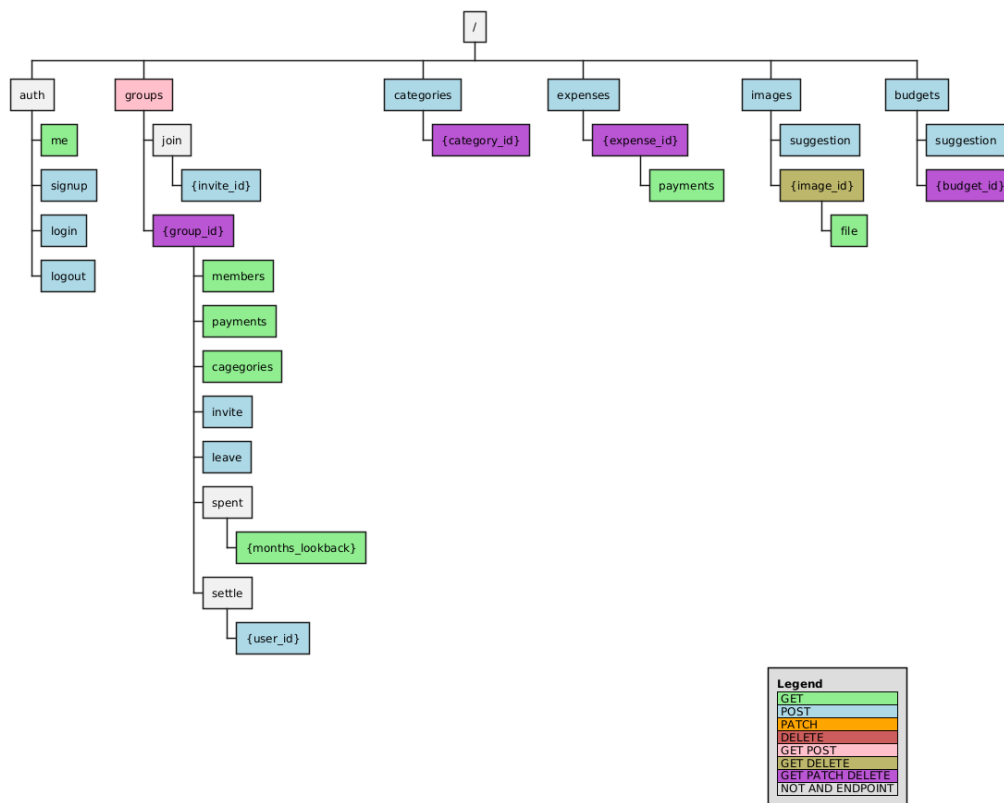 /
auth
groups
categories
expenses
images
budgets
me
join
{category_id}
{expense_id}
suggestion
suggestion
signup
{invite_id}
payments
{image_id}
{budget_id}
login
{group_id}
file
logout
members
payments
cagegories
invite
leave
spent
{months_lookback}
settle
{user_id}
Legend
GET
POST
PATCH
DELETE
GET POST
GET DELETE
GET PATCH DELETE
NOT AND ENDPOINT